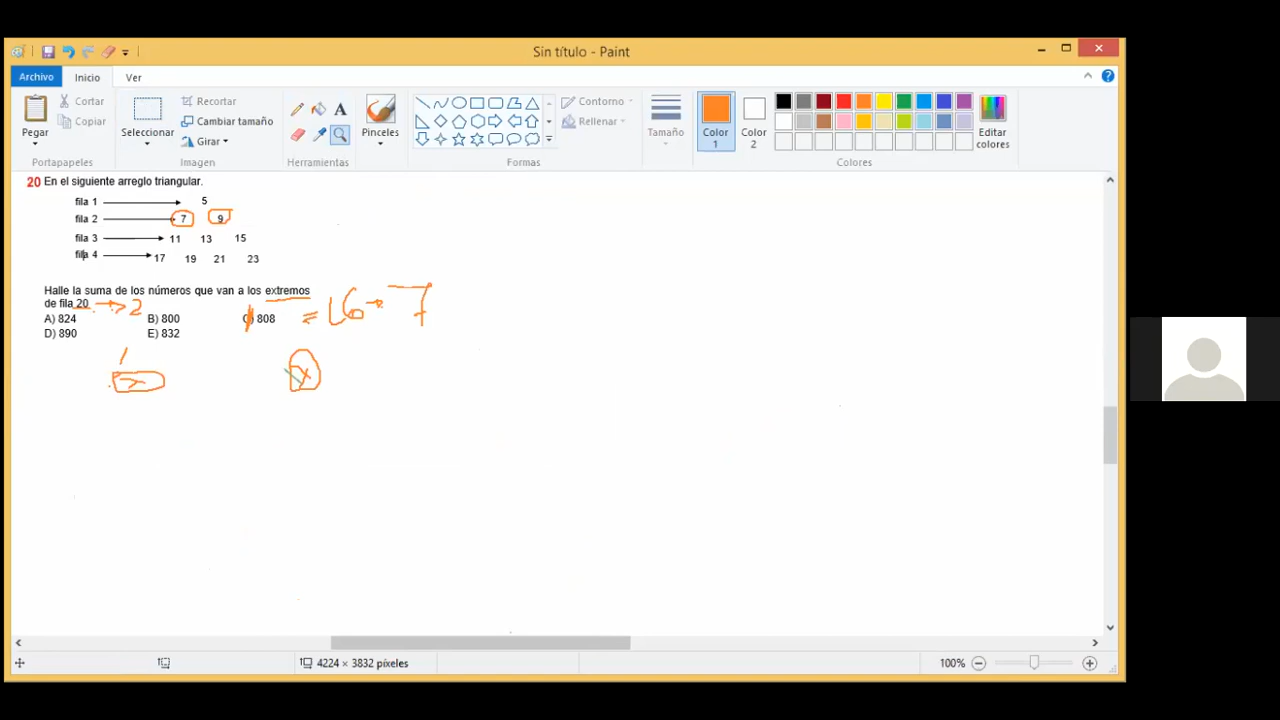 Sin título - Paint
Archivo Inicio Ver
Pegar
Cortar
Copiar
Portapapeles
Seleccionar
Recortar
Cambiar tamaño
Girar
Imagen
A
Herramientas
Pinceles
Contorno
Rellenar
Formas
Tamaño
Color 1
Color 2
Editar colores
Colores
20 En el siguiente arreglo triangular.
fila 1 5
fila 2 7 9
fila 3 11 13 15
fila 4 17 19 21 23
Halle la suma de los números que van a los extremos
de fila 20 → 2
A) 824 B) 800 C) 808 = 16 → 7
D) 890 E) 832
x
4224 × 3832 píxeles 100%